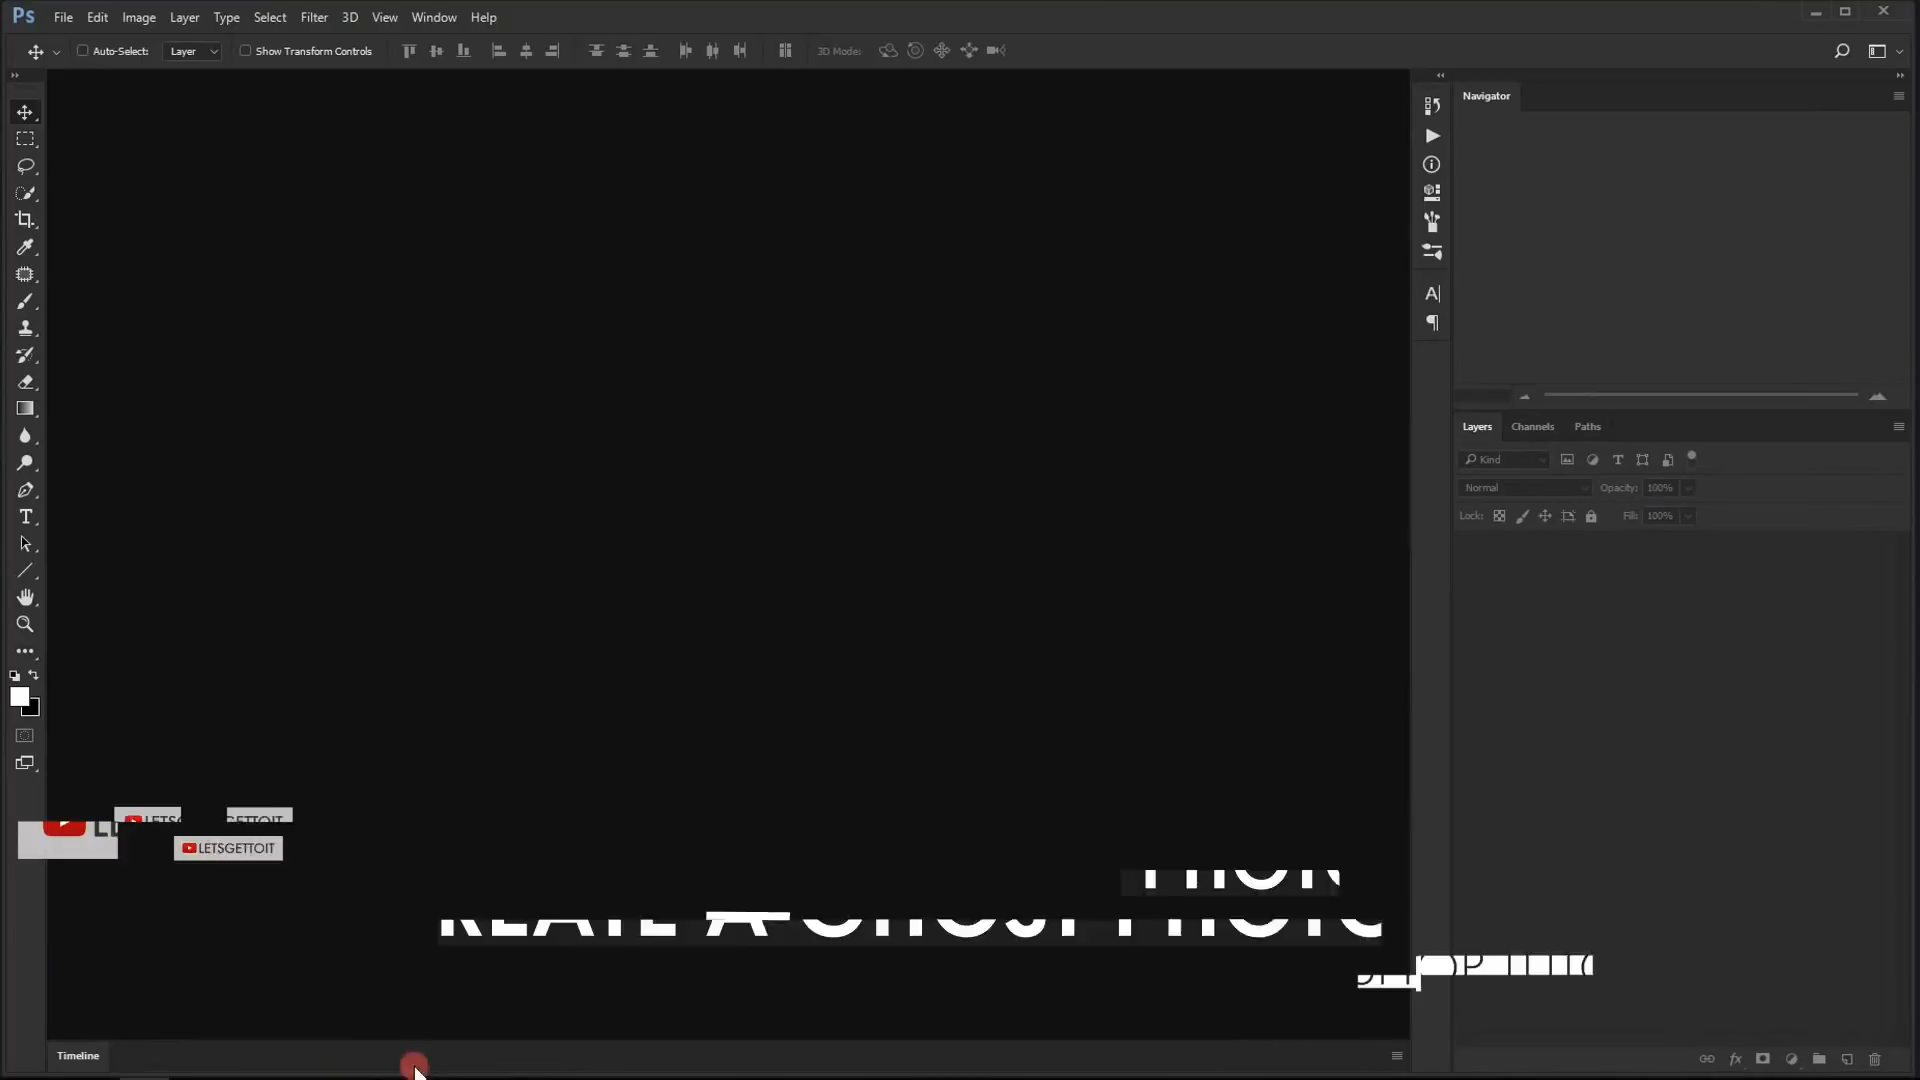 Ps File Edit Image Layer Type Select Filter 3D View Window Help
Auto-Select: Layer Show Transform Controls 3D Mode:
Navigator
Layers Channels Paths
Kind
Normal Opacity: 100%
Lock: Fill: 100%
LETSGETTOIT
Timeline